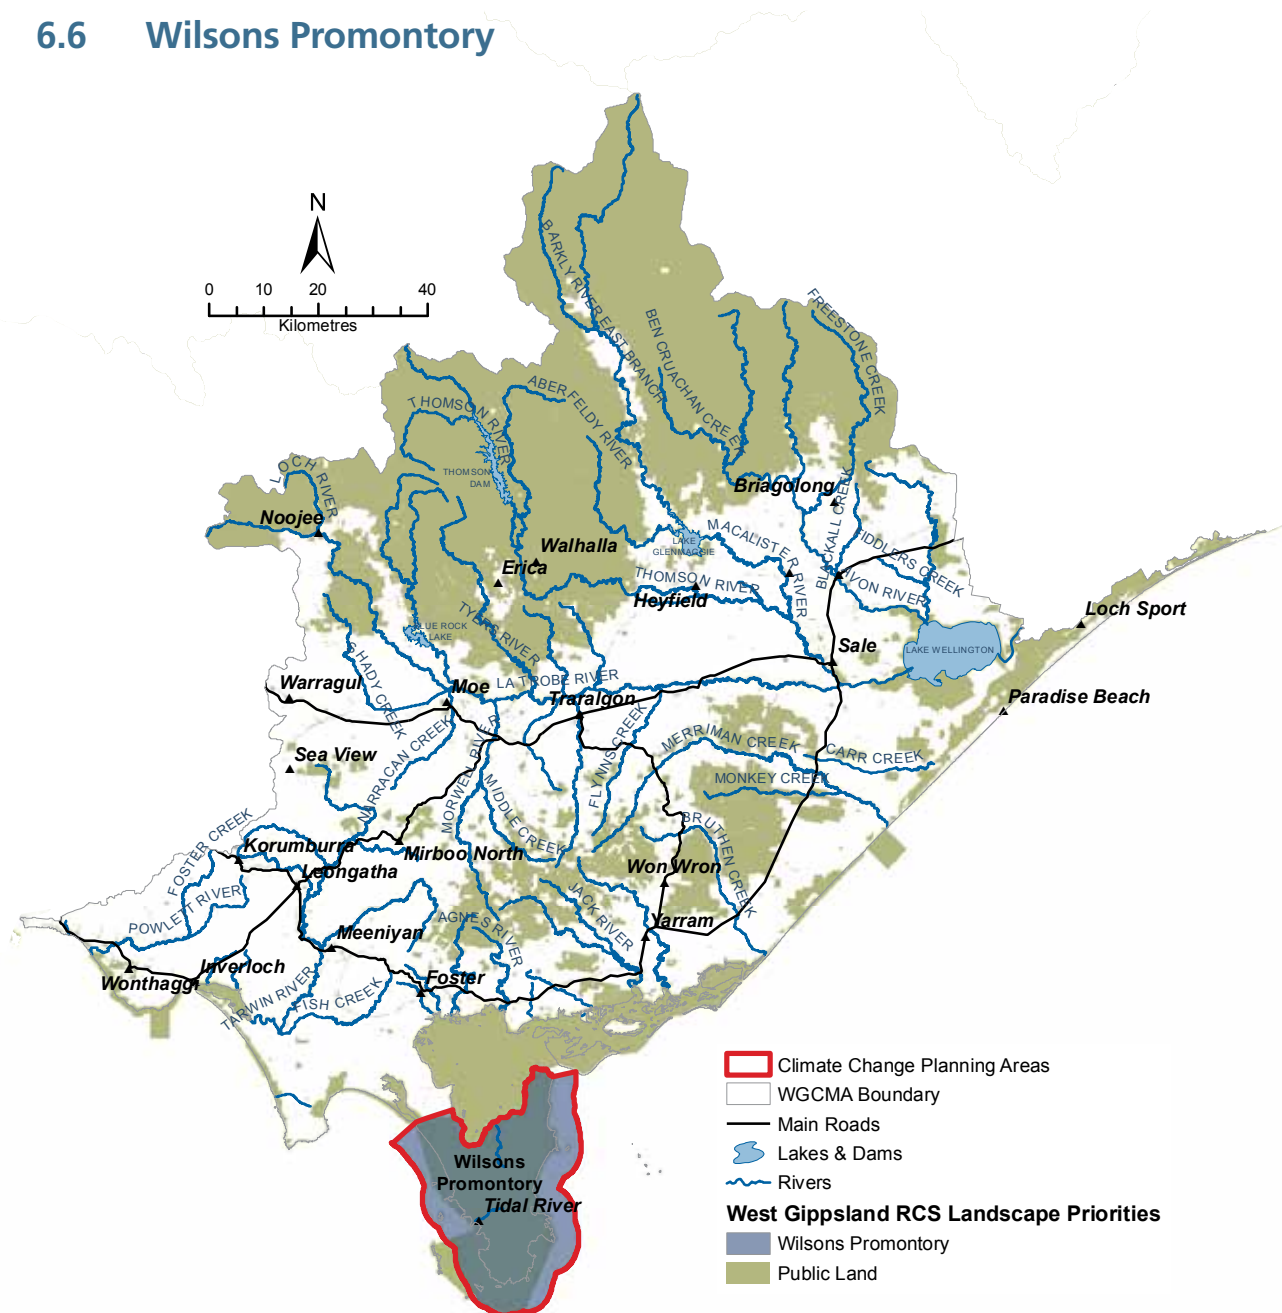 6.6 Wilsons Promontory
N
0 10 20 40
Kilometres
BARKLY RIVER EAST BRANCH
BEN CRUACHAN CREEK
FREESTONE CREEK
ABERFELDY RIVER
THOMSON RIVER
THOMSON
DAM
LOCH RIVER
Noojee
Briagolong
Walhalla
Erica
LAKE
GLENMAGGIE
MACALISTER RIVER
BLACKALL CREEK
FIDDLERS CREEK
AVON RIVER
THOMSON RIVER
Heyfield
Loch Sport
TYERS RIVER
BLUE ROCK
LAKE
Sale
LAKE WELLINGTON
SHADY CREEK
Warragul
Moe
LA TROBE RIVER
Traralgon
Paradise Beach
Sea View
NARRACAN CREEK
MORWELL RIVER
MIDDLE CREEK
FLYNNS CREEK
MERRIMAN CREEK
CARR CREEK
MONKEY CREEK
FOSTER CREEK
Korumburra
Mirboo North
BRUTHEN CREEK
Leongatha
Won Wron
POWLETT RIVER
JACK RIVER
AGNES RIVER
Yarram
Meeniyan
Inverloch
Wonthaggi
TARWIN RIVER
FISH CREEK
Foster
Wilsons
Promontory
Tidal River
Climate Change Planning Areas
WGCMA Boundary
Main Roads
Lakes & Dams
Rivers
West Gippsland RCS Landscape Priorities
Wilsons Promontory
Public Land